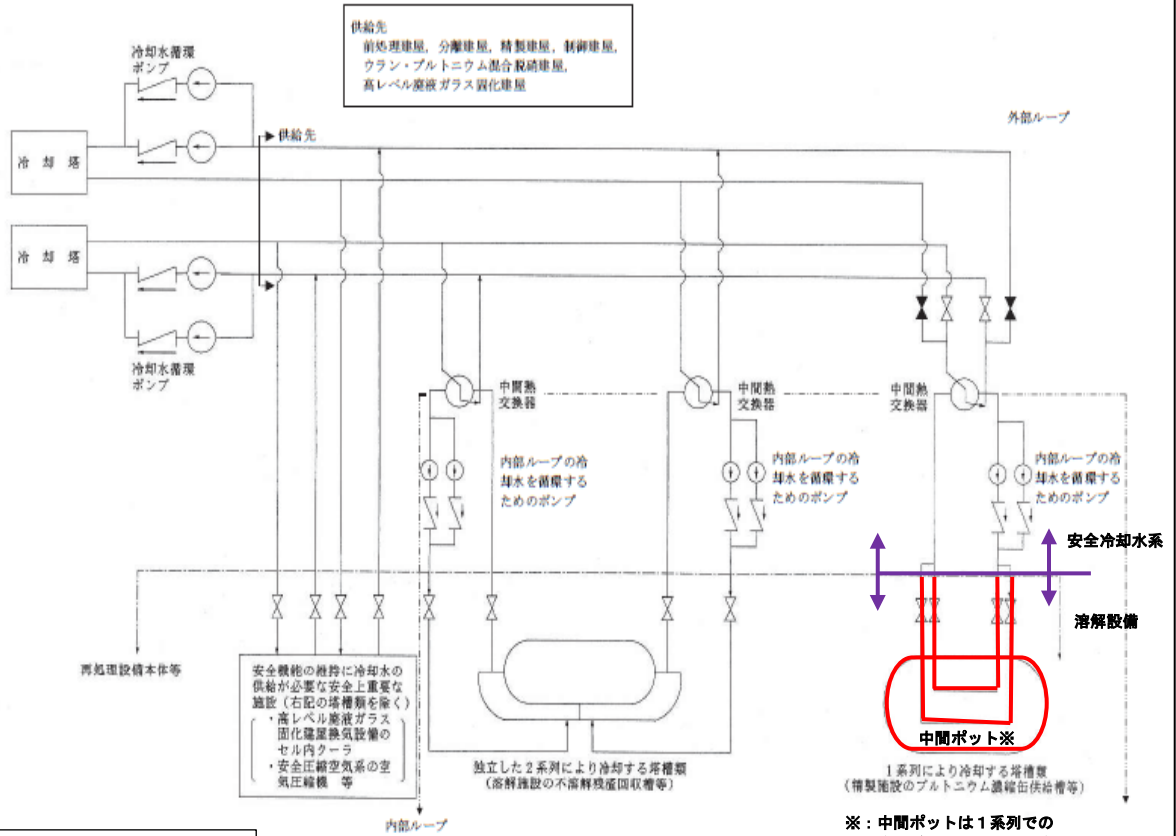 供給先
前処理建屋, 分離建屋, 精製建屋, 制御建屋,
ウラン・プルトニウム混合脱硝建屋,
高レベル廃液ガラス固化建屋
冷却水循環
ポンプ
外部ループ
供給先
冷却塔
冷却塔
冷却水循環
ポンプ
中間熱
交換器
中間熱
交換器
中間熱
交換器
内部ループの冷
却水を循環する
ためのポンプ
内部ループの冷
却水を循環する
ためのポンプ
内部ループの冷
却水を循環する
ためのポンプ
安全冷却水系
溶解設備
再処理設備本体等
安全機能の維持に冷却水の
供給が必要な安全上重要な
施設(右記の塔槽類を除く)
・高レベル廃液ガラス
固化建屋換気設備の
セル内クーラ
・安全圧縮空気系の空
気圧縮機 等
独立した2系列により冷却する塔槽類
(溶解施設の不溶解残渣回収槽等)
中間ポット※
1系列により冷却する塔槽類
(精製施設のプルトニウム濃縮缶供給槽等)
内部ループ
※:中間ポットは1系列での